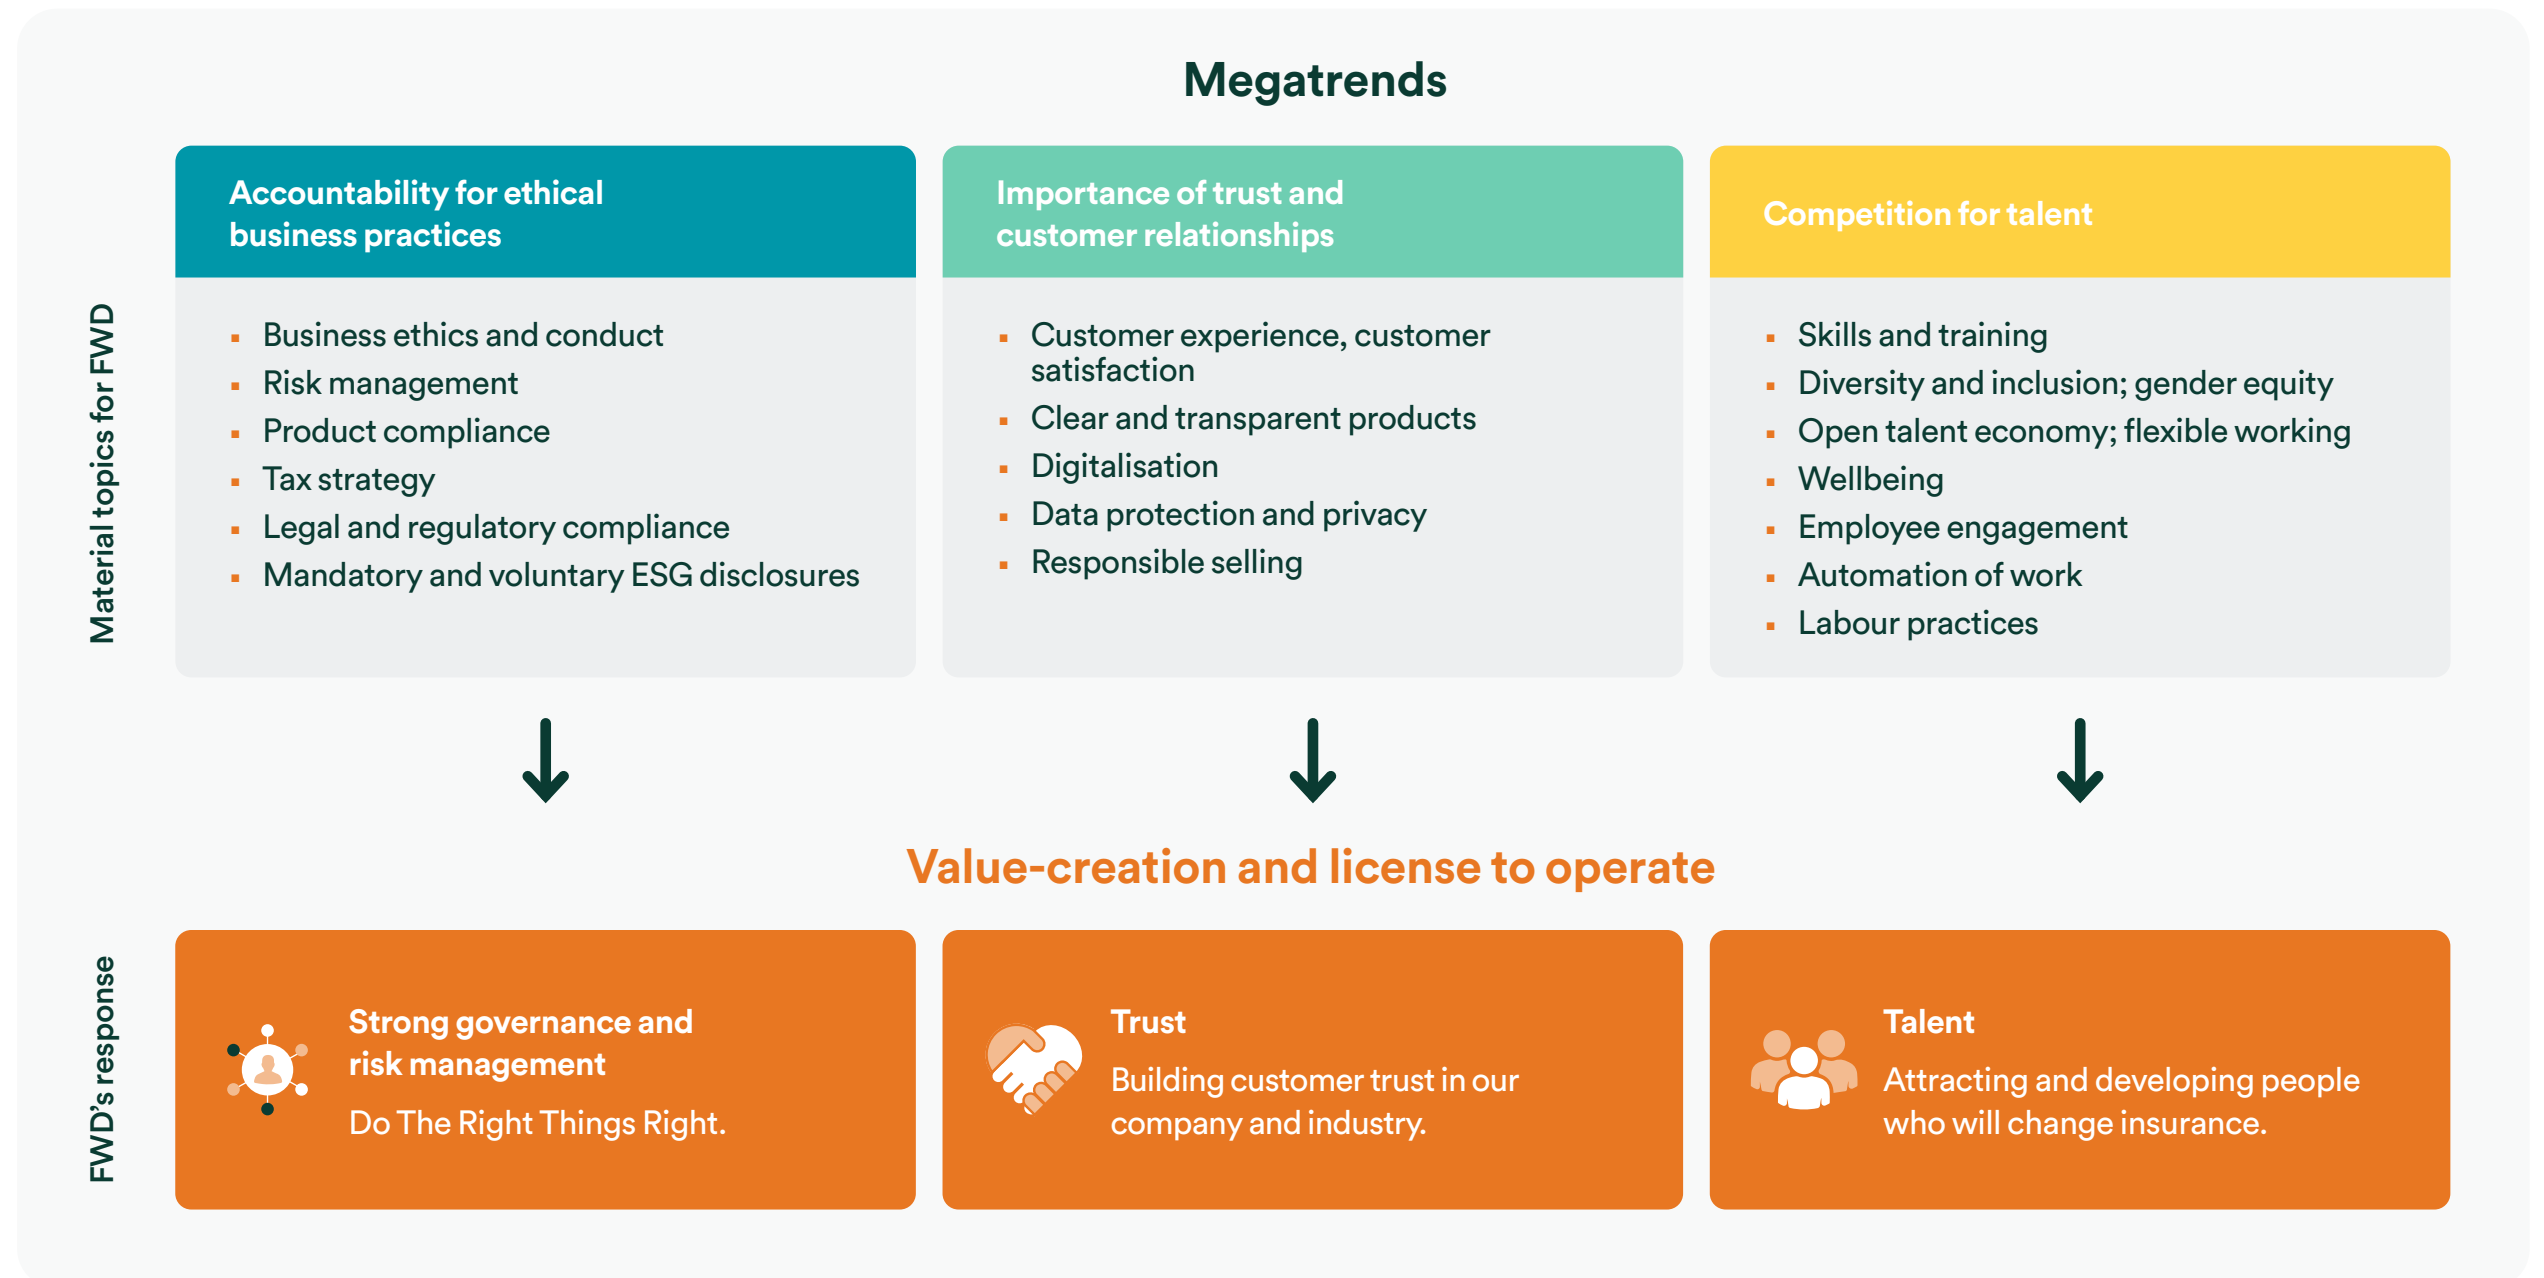 Megatrends
Material topics for FWD
Accountability for ethical
business practices
Business ethics and conduct
Risk management
Product compliance
Tax strategy
Legal and regulatory compliance
Mandatory and voluntary ESG disclosures
Importance of trust and
customer relationships
Customer experience, customer
satisfaction
Clear and transparent products
Digitalisation
Data protection and privacy
Responsible selling
Competition for talent
Skills and training
Diversity and inclusion; gender equity
Open talent economy; flexible working
Wellbeing
Employee engagement
Automation of work
Labour practices
Value-creation and license to operate
FWD’s response
Strong governance and
risk management
Do The Right Things Right.
Trust
Building customer trust in our
company and industry.
Talent
Attracting and developing people
who will change insurance.